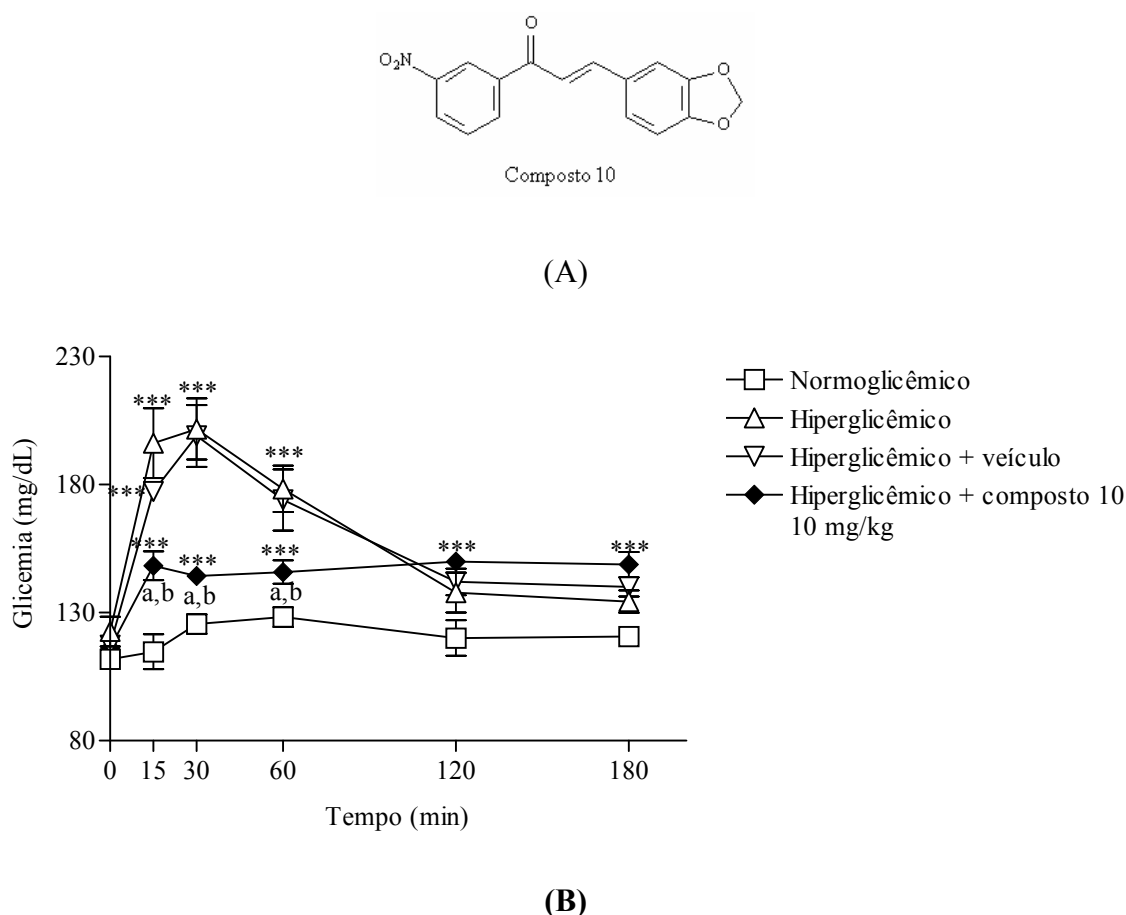 O
O₂N
O
O
Composto 10
(A)
230
180
130
80
Glicemia (mg/dL)
***
***
***
***
***
***
***
***
***
a,b
a,b
a,b
0
15
30
60
120
180
Tempo (min)
Normoglicêmico
Hiperglicêmico
Hiperglicêmico + veículo
Hiperglicêmico + composto 10
10 mg/kg
(B)